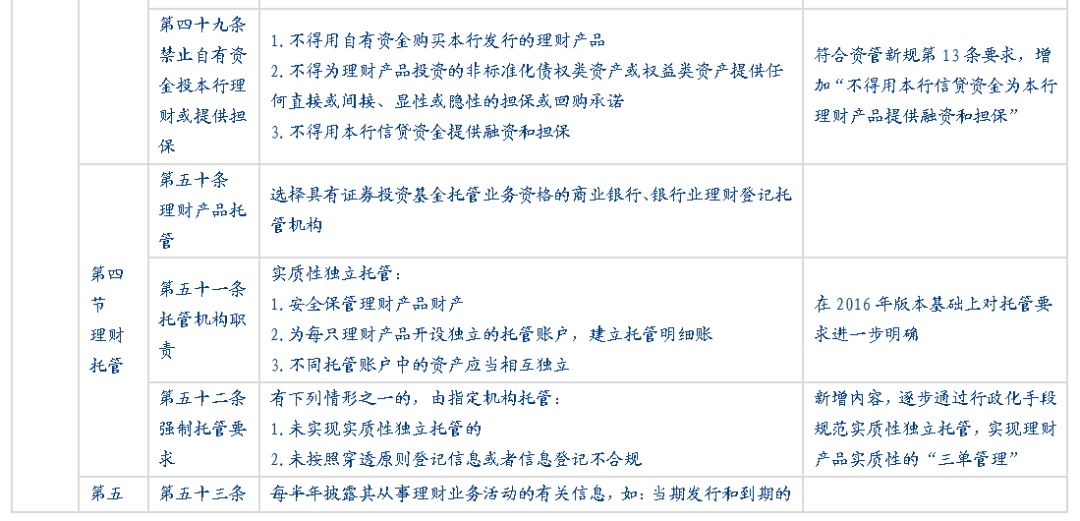 第四十九条
禁止自有资
金投本行理
财或提供担
保
1. 不得用自有资金购买本行发行的理财产品
2. 不得为理财产品投资的非标准化债权类资产或权益类资产提供任
何直接或间接、显性或隐性的担保或回购承诺
3. 不得用本行信贷资金提供融资和担保
符合资管新规第 13 条要求，增
加“不得用本行信贷资金为本行
理财产品提供融资和担保”
第四
节
理财
托管
第五十条
理财产品托
管
选择具有证券投资基金托管业务资格的商业银行、银行业理财登记托
管机构
第五十一条
托管机构职
责
实质性独立托管：
1. 安全保管理财产品财产
2. 为每只理财产品开设独立的托管账户，建立托管明细账
3. 不同托管账户中的资产应当相互独立
在 2016 年版本基础上对托管要
求进一步明确
第五十二条
强制托管要
求
有下列情形之一的，由指定机构托管：
1. 未实现实质性独立托管的
2. 未按照穿透原则登记信息或者信息登记不合规
新增内容，逐步通过行政化手段
规范实质性独立托管，实现理财
产品实质性的“三单管理”
第五
第五十三条
每半年披露其从事理财业务活动的有关信息，如：当期发行和到期的